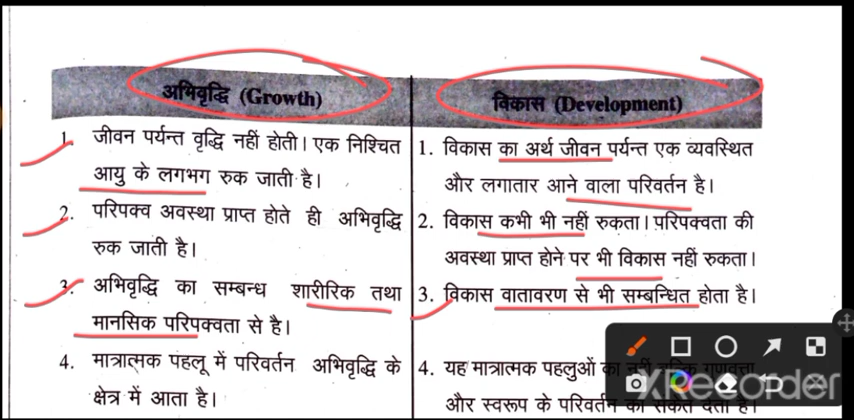 अभिवृद्धि (Growth)
1. जीवन पर्यन्त वृद्धि नहीं होती। एक निश्चित
आयु के लगभग रुक जाती है।
2. परिपक्व अवस्था प्राप्त होते ही अभिवृद्धि
रुक जाती है।
3. अभिवृद्धि का सम्बन्ध शारीरिक तथा
मानसिक परिपक्वता से है।
4. मात्रात्मक पहलू में परिवर्तन अभिवृद्धि के
क्षेत्र में आता है।
विकास (Development)
1. विकास का अर्थ जीवन पर्यन्त एक व्यवस्थित
और लगातार आने वाला परिवर्तन है।
2. विकास कभी भी नहीं रुकता। परिपक्वता की
अवस्था प्राप्त होने पर भी विकास नहीं रुकता।
3. विकास वातावरण से भी सम्बन्धित होता है।
4. यह मात्रात्मक पहलुओं का
और स्वरूप के परिवर्तन का संकेत देता है।
XRecorder